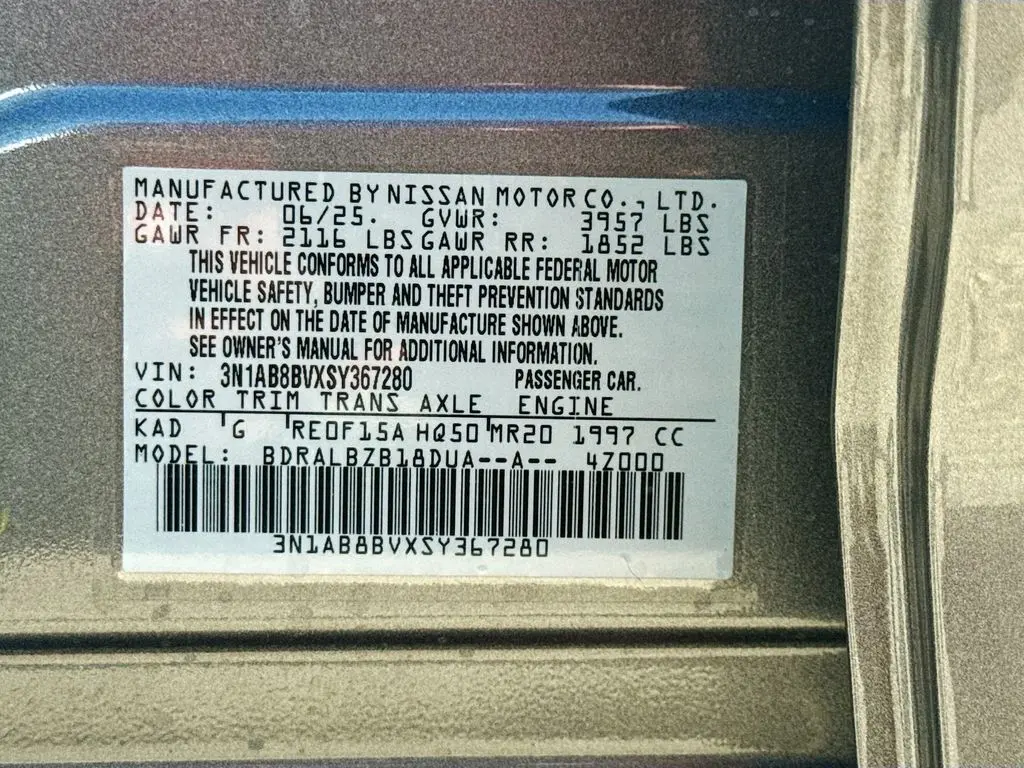 MANUFACTURED BY NISSAN MOTOR CO., LTD.
DATE: 06/25. GVWR: 3957 LBS
GAWR FR: 2116 LBS GAWR RR: 1852 LBS
THIS VEHICLE CONFORMS TO ALL APPLICABLE FEDERAL MOTOR
VEHICLE SAFETY, BUMPER AND THEFT PREVENTION STANDARDS
IN EFFECT ON THE DATE OF MANUFACTURE SHOWN ABOVE.
SEE OWNER'S MANUAL FOR ADDITIONAL INFORMATION.
VIN: 3N1AB8BVXSY367280 PASSENGER CAR.
COLOR TRIM TRANS AXLE ENGINE
KAD G RE0F15A HQ50 MR20 1997 CC
MODEL: BDRALBZB18DUA--A-- 4Z000
3N1AB8BVXSY367280